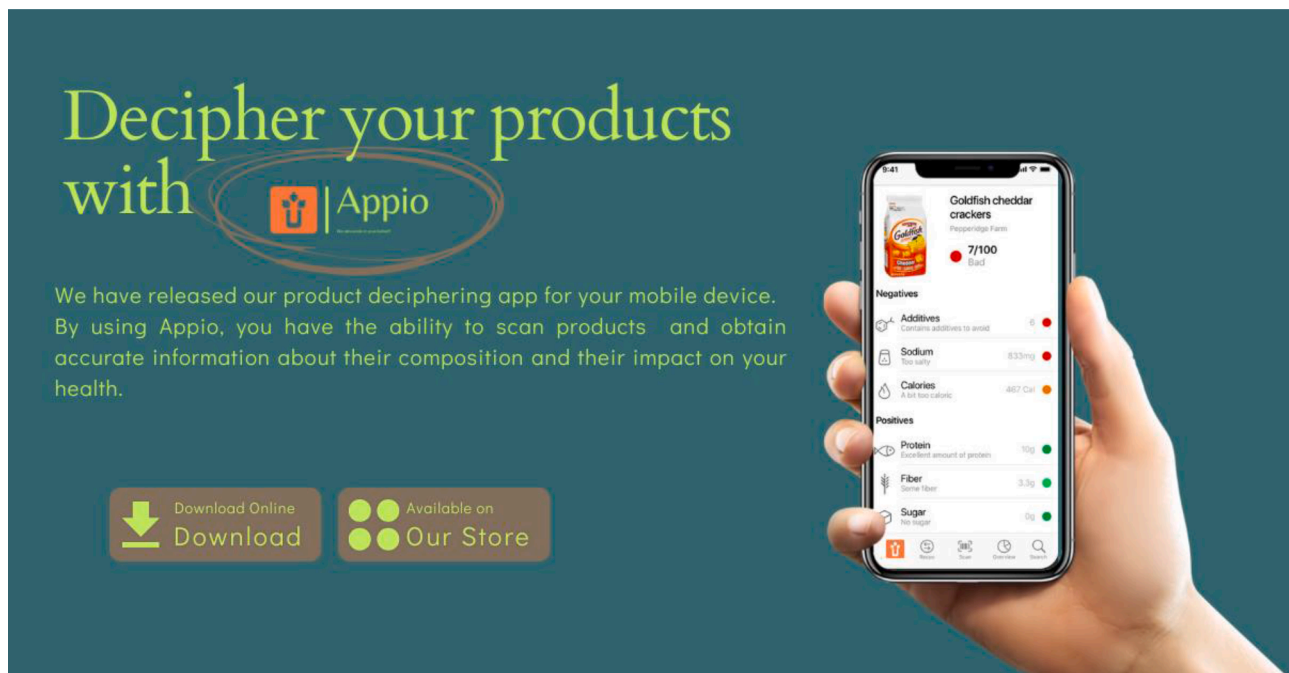 Decipher your products
with
Appio
We have released our product deciphering app for your mobile device.
By using Appio, you have the ability to scan products and obtain
accurate information about their composition and their impact on your
health.
Download Online
Download
Available on
Our Store
9:41
Goldfish cheddar
crackers
Pepperidge Farm
7/100
Bad
Goldfish
Cheddar
Negatives
Additives
Contains additives to avoid
6
Sodium
Too salty
833mg
Calories
A bit too caloric
467 Cal
Positives
Protein
Excellent amount of protein
10g
Fiber
Some fiber
3.3g
Sugar
No sugar
0g
Scan
Overview
Search